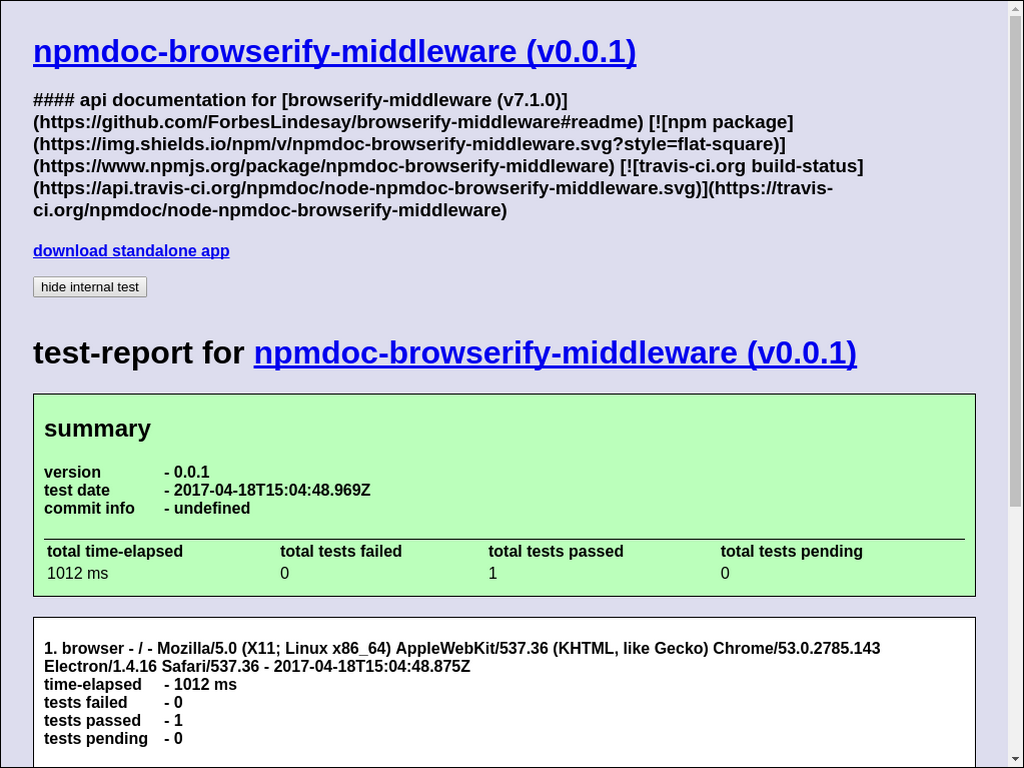 npmdoc-browserify-middleware (v0.0.1)
#### api documentation for [browserify-middleware (v7.1.0)]
(https://github.com/ForbesLindesay/browserify-middleware#readme) [![npm package]
(https://img.shields.io/npm/v/npmdoc-browserify-middleware.svg?style=flat-square)]
(https://www.npmjs.org/package/npmdoc-browserify-middleware) [![travis-ci.org build-status]
(https://api.travis-ci.org/npmdoc/node-npmdoc-browserify-middleware.svg)](https://travis-
ci.org/npmdoc/node-npmdoc-browserify-middleware)
download standalone app
hide internal test
test-report for npmdoc-browserify-middleware (v0.0.1)
summary
version - 0.0.1
test date - 2017-04-18T15:04:48.969Z
commit info - undefined
total time-elapsed total tests failed total tests passed total tests pending
1012 ms 0 1 0
1. browser - / - Mozilla/5.0 (X11; Linux x86_64) AppleWebKit/537.36 (KHTML, like Gecko) Chrome/53.0.2785.143
Electron/1.4.16 Safari/537.36 - 2017-04-18T15:04:48.875Z
time-elapsed - 1012 ms
tests failed - 0
tests passed - 1
tests pending - 0